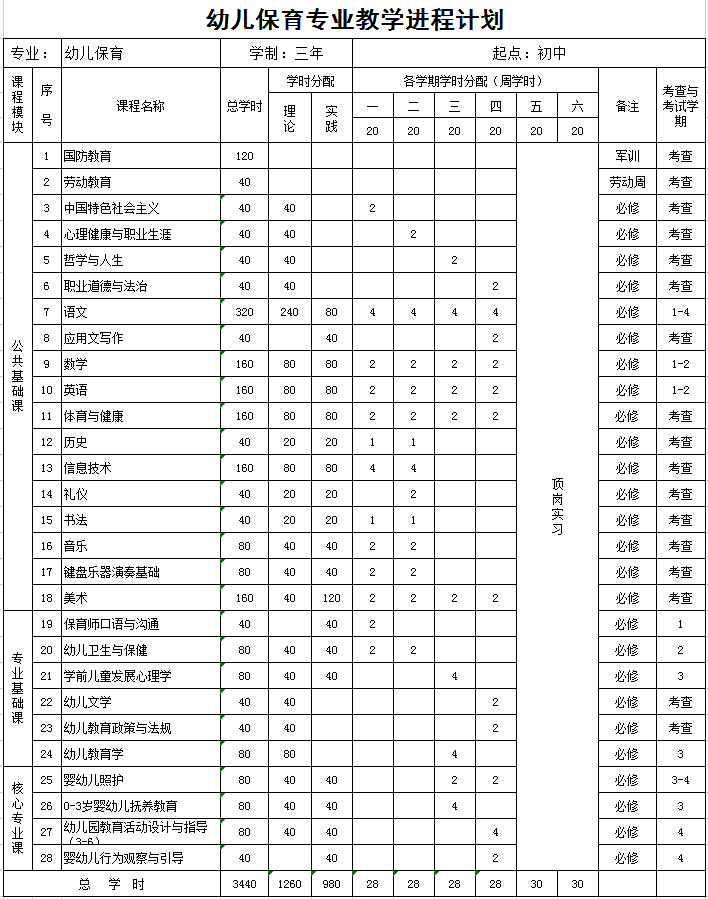 幼儿保育专业教学进程计划
专业： 幼儿保育 学制：三年 起点：初中
课程模块 序号 课程名称 总学时 学时分配 各学期学时分配（周学时） 备注 考查与考试学期
理论 实践 一 二 三 四 五 六
20 20 20 20 20 20
公共基础课
1 国防教育 120 军训 考查
2 劳动教育 40 劳动周 考查
3 中国特色社会主义 40 40 2 必修 考查
4 心理健康与职业生涯 40 40 2 必修 考查
5 哲学与人生 40 40 2 必修 考查
6 职业道德与法治 40 40 2 必修 考查
7 语文 320 240 80 4 4 4 4 必修 1-4
8 应用文写作 40 40 2 必修 考查
9 数学 160 80 80 2 2 2 2 必修 1-2
10 英语 160 80 80 2 2 2 2 必修 1-2
11 体育与健康 160 80 80 2 2 2 2 必修 考查
12 历史 40 20 20 1 1 必修 考查
13 信息技术 160 80 80 4 4 必修 考查
14 礼仪 40 20 20 2 必修 考查
15 书法 40 20 20 1 1 必修 考查
16 音乐 80 40 40 2 2 必修 考查
17 键盘乐器演奏基础 80 40 40 2 2 必修 考查
18 美术 160 40 120 2 2 2 2 必修 考查
顶岗实习
专业基础课
19 保育师口语与沟通 40 40 2 必修 1
20 幼儿卫生与保健 80 40 40 2 2 必修 2
21 学前儿童发展心理学 80 40 40 4 必修 3
22 幼儿文学 40 40 2 必修 考查
23 幼儿教育政策与法规 40 40 2 必修 考查
24 幼儿教育学 80 80 4 必修 3
核心专业课
25 婴幼儿照护 80 40 40 2 2 必修 3-4
26 0-3岁婴幼儿抚养教育 80 40 40 4 必修 3
27 幼儿园教育活动设计与指导（3-6） 80 40 40 4 必修 4
28 婴幼儿行为观察与引导 40 40 2 必修 4
总 学 时 3440 1260 980 28 28 28 28 30 30